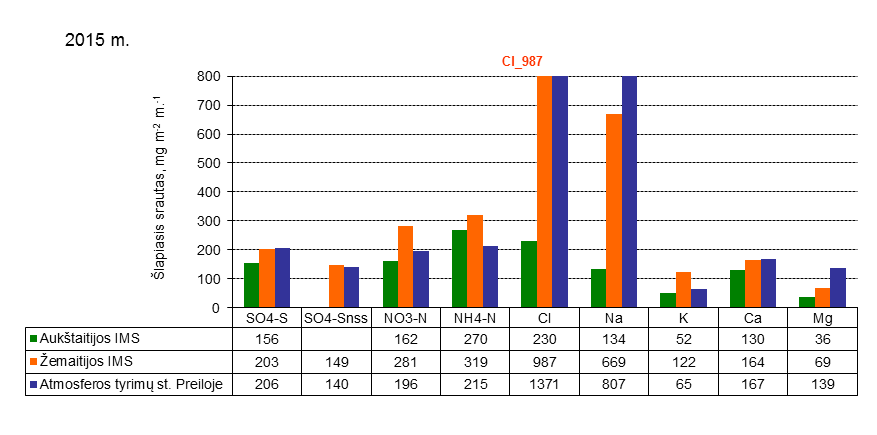 2015 m.
Cl_987
Šlapiasis srautas, mg m-2 m.-1
800
700
600
500
400
300
200
100
0
SO4-S SO4-Snss NO3-N NH4-N Cl Na K Ca Mg
Aukštaitijos IMS 156 162 270 230 134 52 130 36
Žemaitijos IMS 203 149 281 319 987 669 122 164 69
Atmosferos tyrimų st. Preiloje 206 140 196 215 1371 807 65 167 139